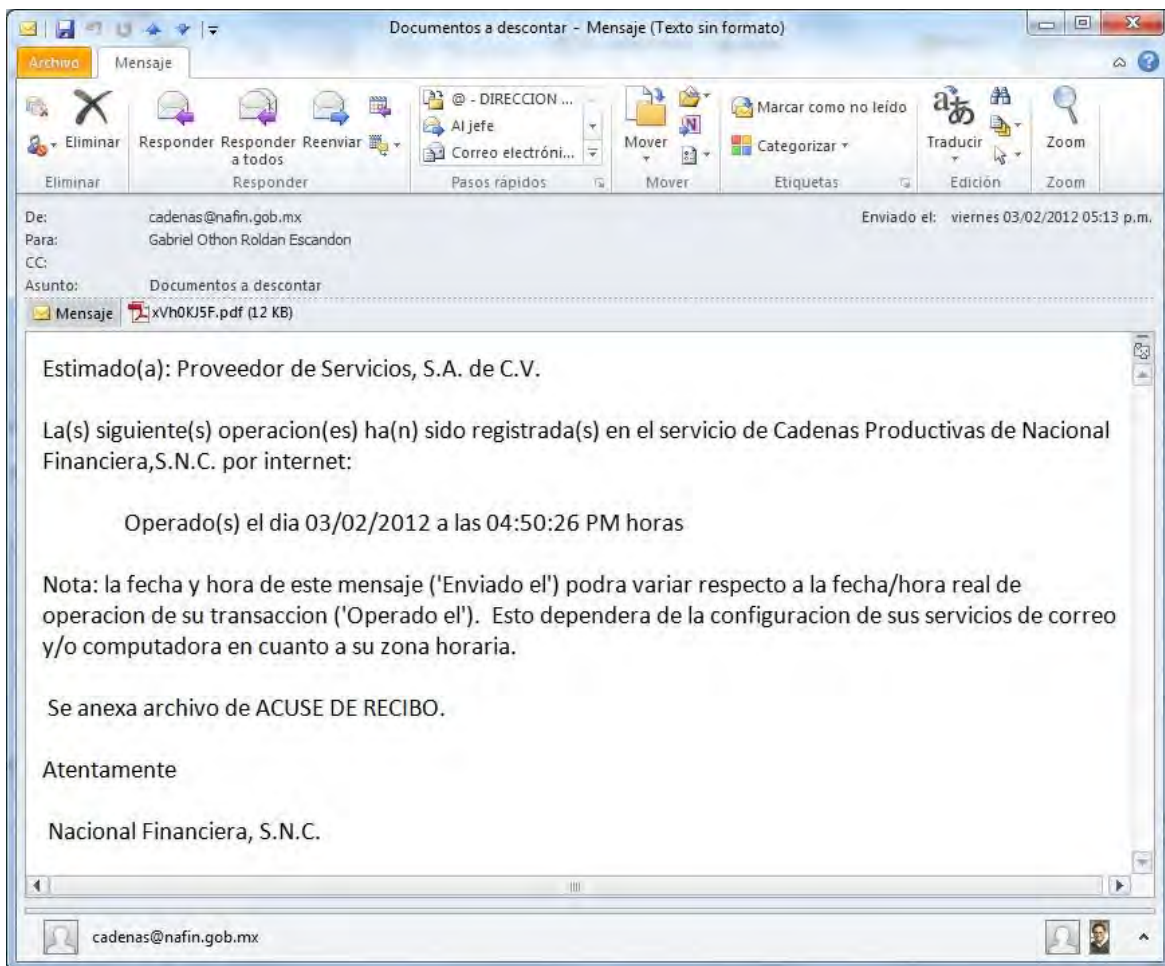 Documentos a descontar - Mensaje (Texto sin formato)
Archivo Mensaje
Eliminar
Responder Responder a todos Reenviar
@ - DIRECCION ...
Al jefe
Correo electróni...
Mover
Marcar como no leído
Categorizar
Traducir
Zoom
Eliminar Responder Pasos rápidos Mover Etiquetas Edición Zoom
De: cadenas@nafin.gob.mx Enviado el: viernes 03/02/2012 05:13 p.m.
Para: Gabriel Othon Roldan Escandon
CC:
Asunto: Documentos a descontar
Mensaje xVh0KJ5F.pdf (12 KB)
Estimado(a): Proveedor de Servicios, S.A. de C.V.
La(s) siguiente(s) operacion(es) ha(n) sido registrada(s) en el servicio de Cadenas Productivas de Nacional
Financiera,S.N.C. por internet:
Operado(s) el dia 03/02/2012 a las 04:50:26 PM horas
Nota: la fecha y hora de este mensaje ('Enviado el') podra variar respecto a la fecha/hora real de
operacion de su transaccion ('Operado el'). Esto dependera de la configuracion de sus servicios de correo
y/o computadora en cuanto a su zona horaria.
Se anexa archivo de ACUSE DE RECIBO.
Atentamente
Nacional Financiera, S.N.C.
cadenas@nafin.gob.mx